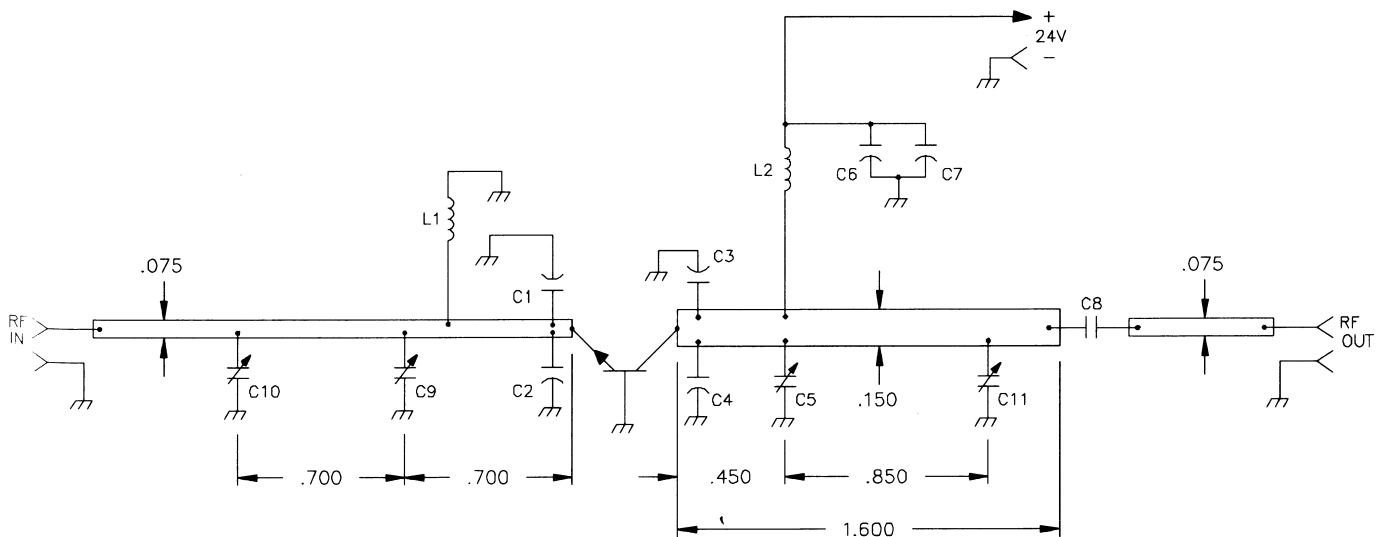 +
24V
−
L2
C6
C7
L1
C3
.075
.075
C1
C8
RF
IN
RF
OUT
C10
C9
C2
C4
C5
.150
C11
.700
.700
.450
.850
1.600